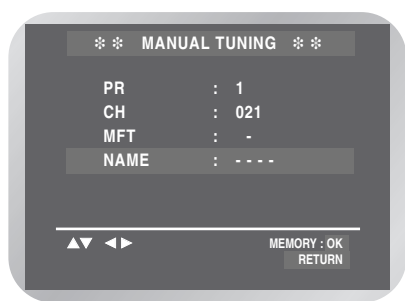 ❇ ❇ MANUAL TUNING ❇ ❇
PR : 1
CH : 021
MFT : -
NAME : - - - -
▲▼ ◀▶ MEMORY : OK
RETURN